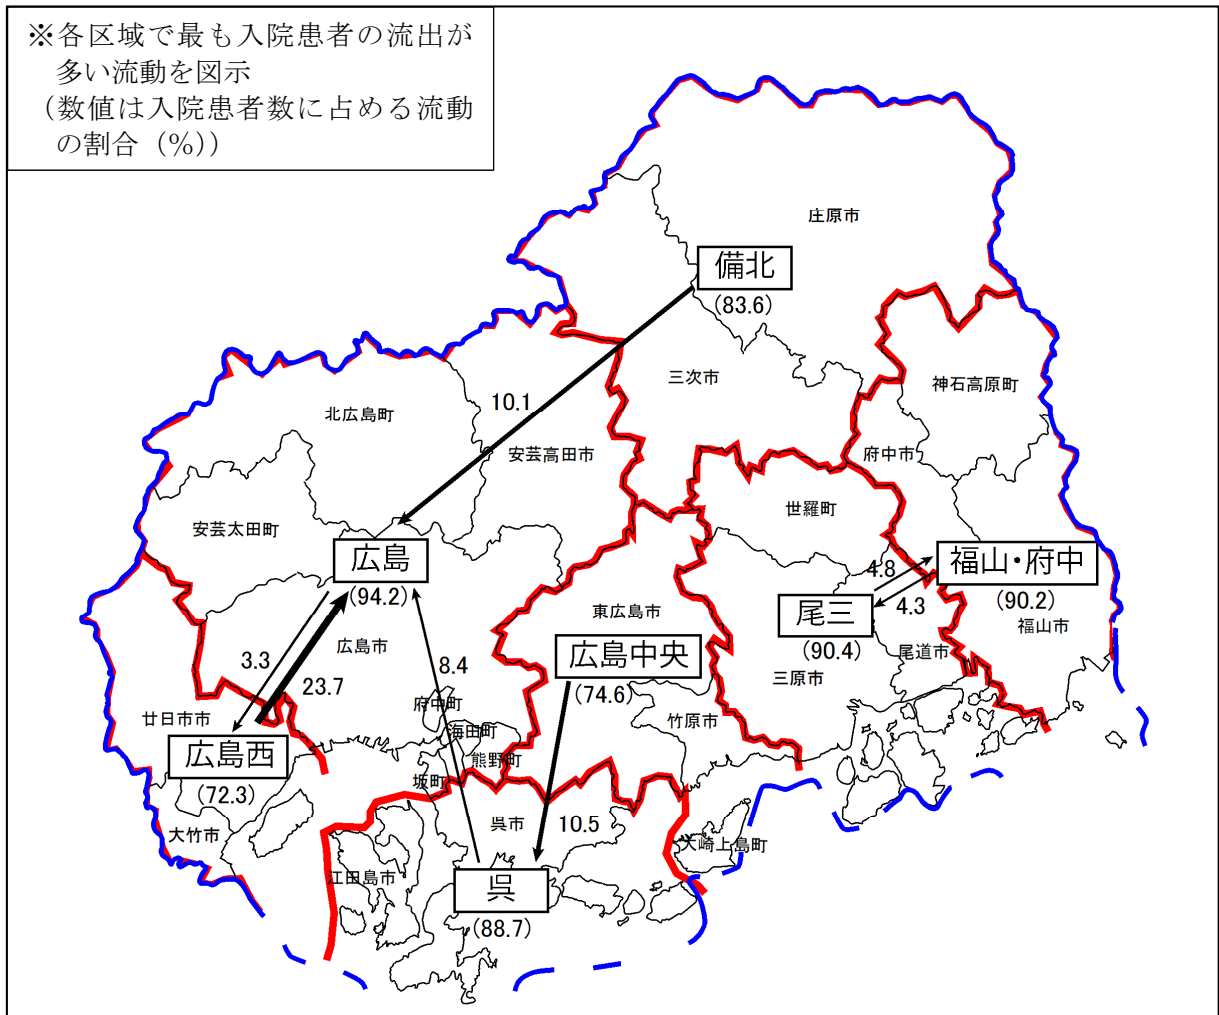 ※各区域で最も入院患者の流出が
多い流動を図示
(数値は入院患者数に占める流動
の割合(%))
庄原市
備北
(83.6)
三次市
神石高原町
北広島町
10.1
安芸高田市
府中市
世羅町
安芸太田町
広島
(94.2)
福山・府中
(90.2)
4.8
4.3
尾三
(90.4)
福山市
東広島市
広島市
広島中央
(74.6)
尾道市
三原市
3.3
23.7
8.4
府中町
竹原市
廿日市市
海田町
広島西
(72.3)
熊野町
坂町
呉市
10.5
大竹市
大崎上島町
江田島市
呉
(88.7)